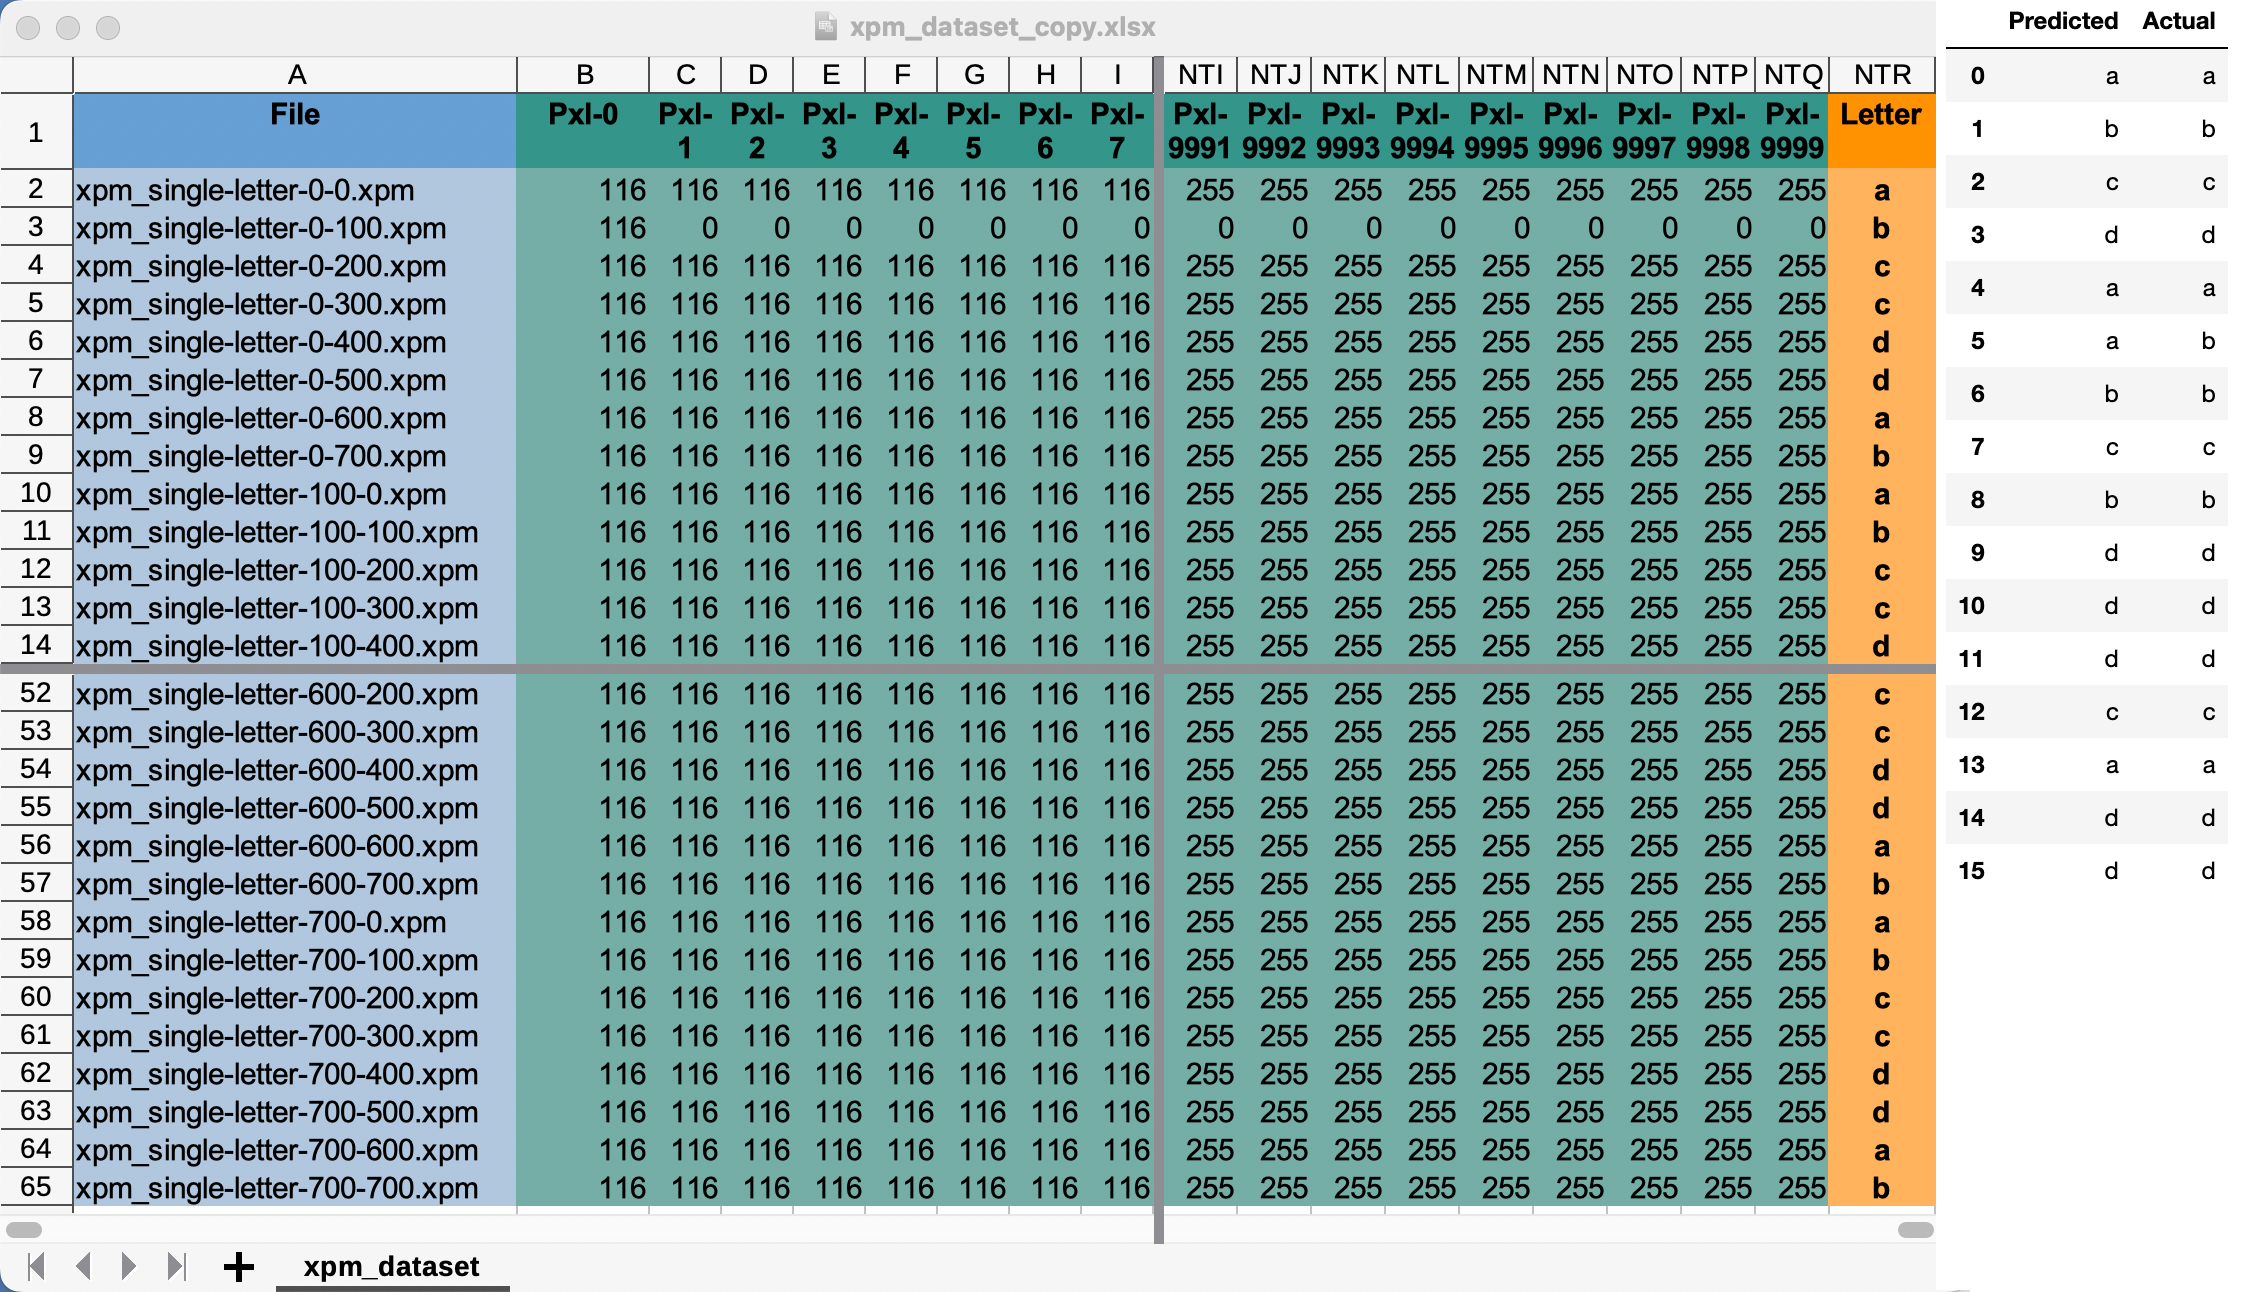 xpm_dataset_copy.xlsx
A B C D E F G H I NTI NTJ NTK NTL NTM NTN NTO NTP NTQ NTR
1 File Pxl-0 Pxl-1 Pxl-2 Pxl-3 Pxl-4 Pxl-5 Pxl-6 Pxl-7 Pxl-9991 Pxl-9992 Pxl-9993 Pxl-9994 Pxl-9995 Pxl-9996 Pxl-9997 Pxl-9998 Pxl-9999 Letter
2 xpm_single-letter-0-0.xpm 116 116 116 116 116 116 116 116 255 255 255 255 255 255 255 255 255 a
3 xpm_single-letter-0-100.xpm 116 0 0 0 0 0 0 0 0 0 0 0 0 0 0 0 0 b
4 xpm_single-letter-0-200.xpm 116 116 116 116 116 116 116 116 255 255 255 255 255 255 255 255 255 c
5 xpm_single-letter-0-300.xpm 116 116 116 116 116 116 116 116 255 255 255 255 255 255 255 255 255 c
6 xpm_single-letter-0-400.xpm 116 116 116 116 116 116 116 116 255 255 255 255 255 255 255 255 255 d
7 xpm_single-letter-0-500.xpm 116 116 116 116 116 116 116 116 255 255 255 255 255 255 255 255 255 d
8 xpm_single-letter-0-600.xpm 116 116 116 116 116 116 116 116 255 255 255 255 255 255 255 255 255 a
9 xpm_single-letter-0-700.xpm 116 116 116 116 116 116 116 116 255 255 255 255 255 255 255 255 255 b
10 xpm_single-letter-100-0.xpm 116 116 116 116 116 116 116 116 255 255 255 255 255 255 255 255 255 a
11 xpm_single-letter-100-100.xpm 116 116 116 116 116 116 116 116 255 255 255 255 255 255 255 255 255 b
12 xpm_single-letter-100-200.xpm 116 116 116 116 116 116 116 116 255 255 255 255 255 255 255 255 255 c
13 xpm_single-letter-100-300.xpm 116 116 116 116 116 116 116 116 255 255 255 255 255 255 255 255 255 c
14 xpm_single-letter-100-400.xpm 116 116 116 116 116 116 116 116 255 255 255 255 255 255 255 255 255 d
52 xpm_single-letter-600-200.xpm 116 116 116 116 116 116 116 116 255 255 255 255 255 255 255 255 255 c
53 xpm_single-letter-600-300.xpm 116 116 116 116 116 116 116 116 255 255 255 255 255 255 255 255 255 c
54 xpm_single-letter-600-400.xpm 116 116 116 116 116 116 116 116 255 255 255 255 255 255 255 255 255 d
55 xpm_single-letter-600-500.xpm 116 116 116 116 116 116 116 116 255 255 255 255 255 255 255 255 255 d
56 xpm_single-letter-600-600.xpm 116 116 116 116 116 116 116 116 255 255 255 255 255 255 255 255 255 a
57 xpm_single-letter-600-700.xpm 116 116 116 116 116 116 116 116 255 255 255 255 255 255 255 255 255 b
58 xpm_single-letter-700-0.xpm 116 116 116 116 116 116 116 116 255 255 255 255 255 255 255 255 255 a
59 xpm_single-letter-700-100.xpm 116 116 116 116 116 116 116 116 255 255 255 255 255 255 255 255 255 b
60 xpm_single-letter-700-200.xpm 116 116 116 116 116 116 116 116 255 255 255 255 255 255 255 255 255 c
61 xpm_single-letter-700-300.xpm 116 116 116 116 116 116 116 116 255 255 255 255 255 255 255 255 255 c
62 xpm_single-letter-700-400.xpm 116 116 116 116 116 116 116 116 255 255 255 255 255 255 255 255 255 d
63 xpm_single-letter-700-500.xpm 116 116 116 116 116 116 116 116 255 255 255 255 255 255 255 255 255 d
64 xpm_single-letter-700-600.xpm 116 116 116 116 116 116 116 116 255 255 255 255 255 255 255 255 255 a
65 xpm_single-letter-700-700.xpm 116 116 116 116 116 116 116 116 255 255 255 255 255 255 255 255 255 b
xpm_dataset
Predicted Actual
0 a a
1 b b
2 c c
3 d d
4 a a
5 a b
6 b b
7 c c
8 b b
9 d d
10 d d
11 d d
12 c c
13 a a
14 d d
15 d d